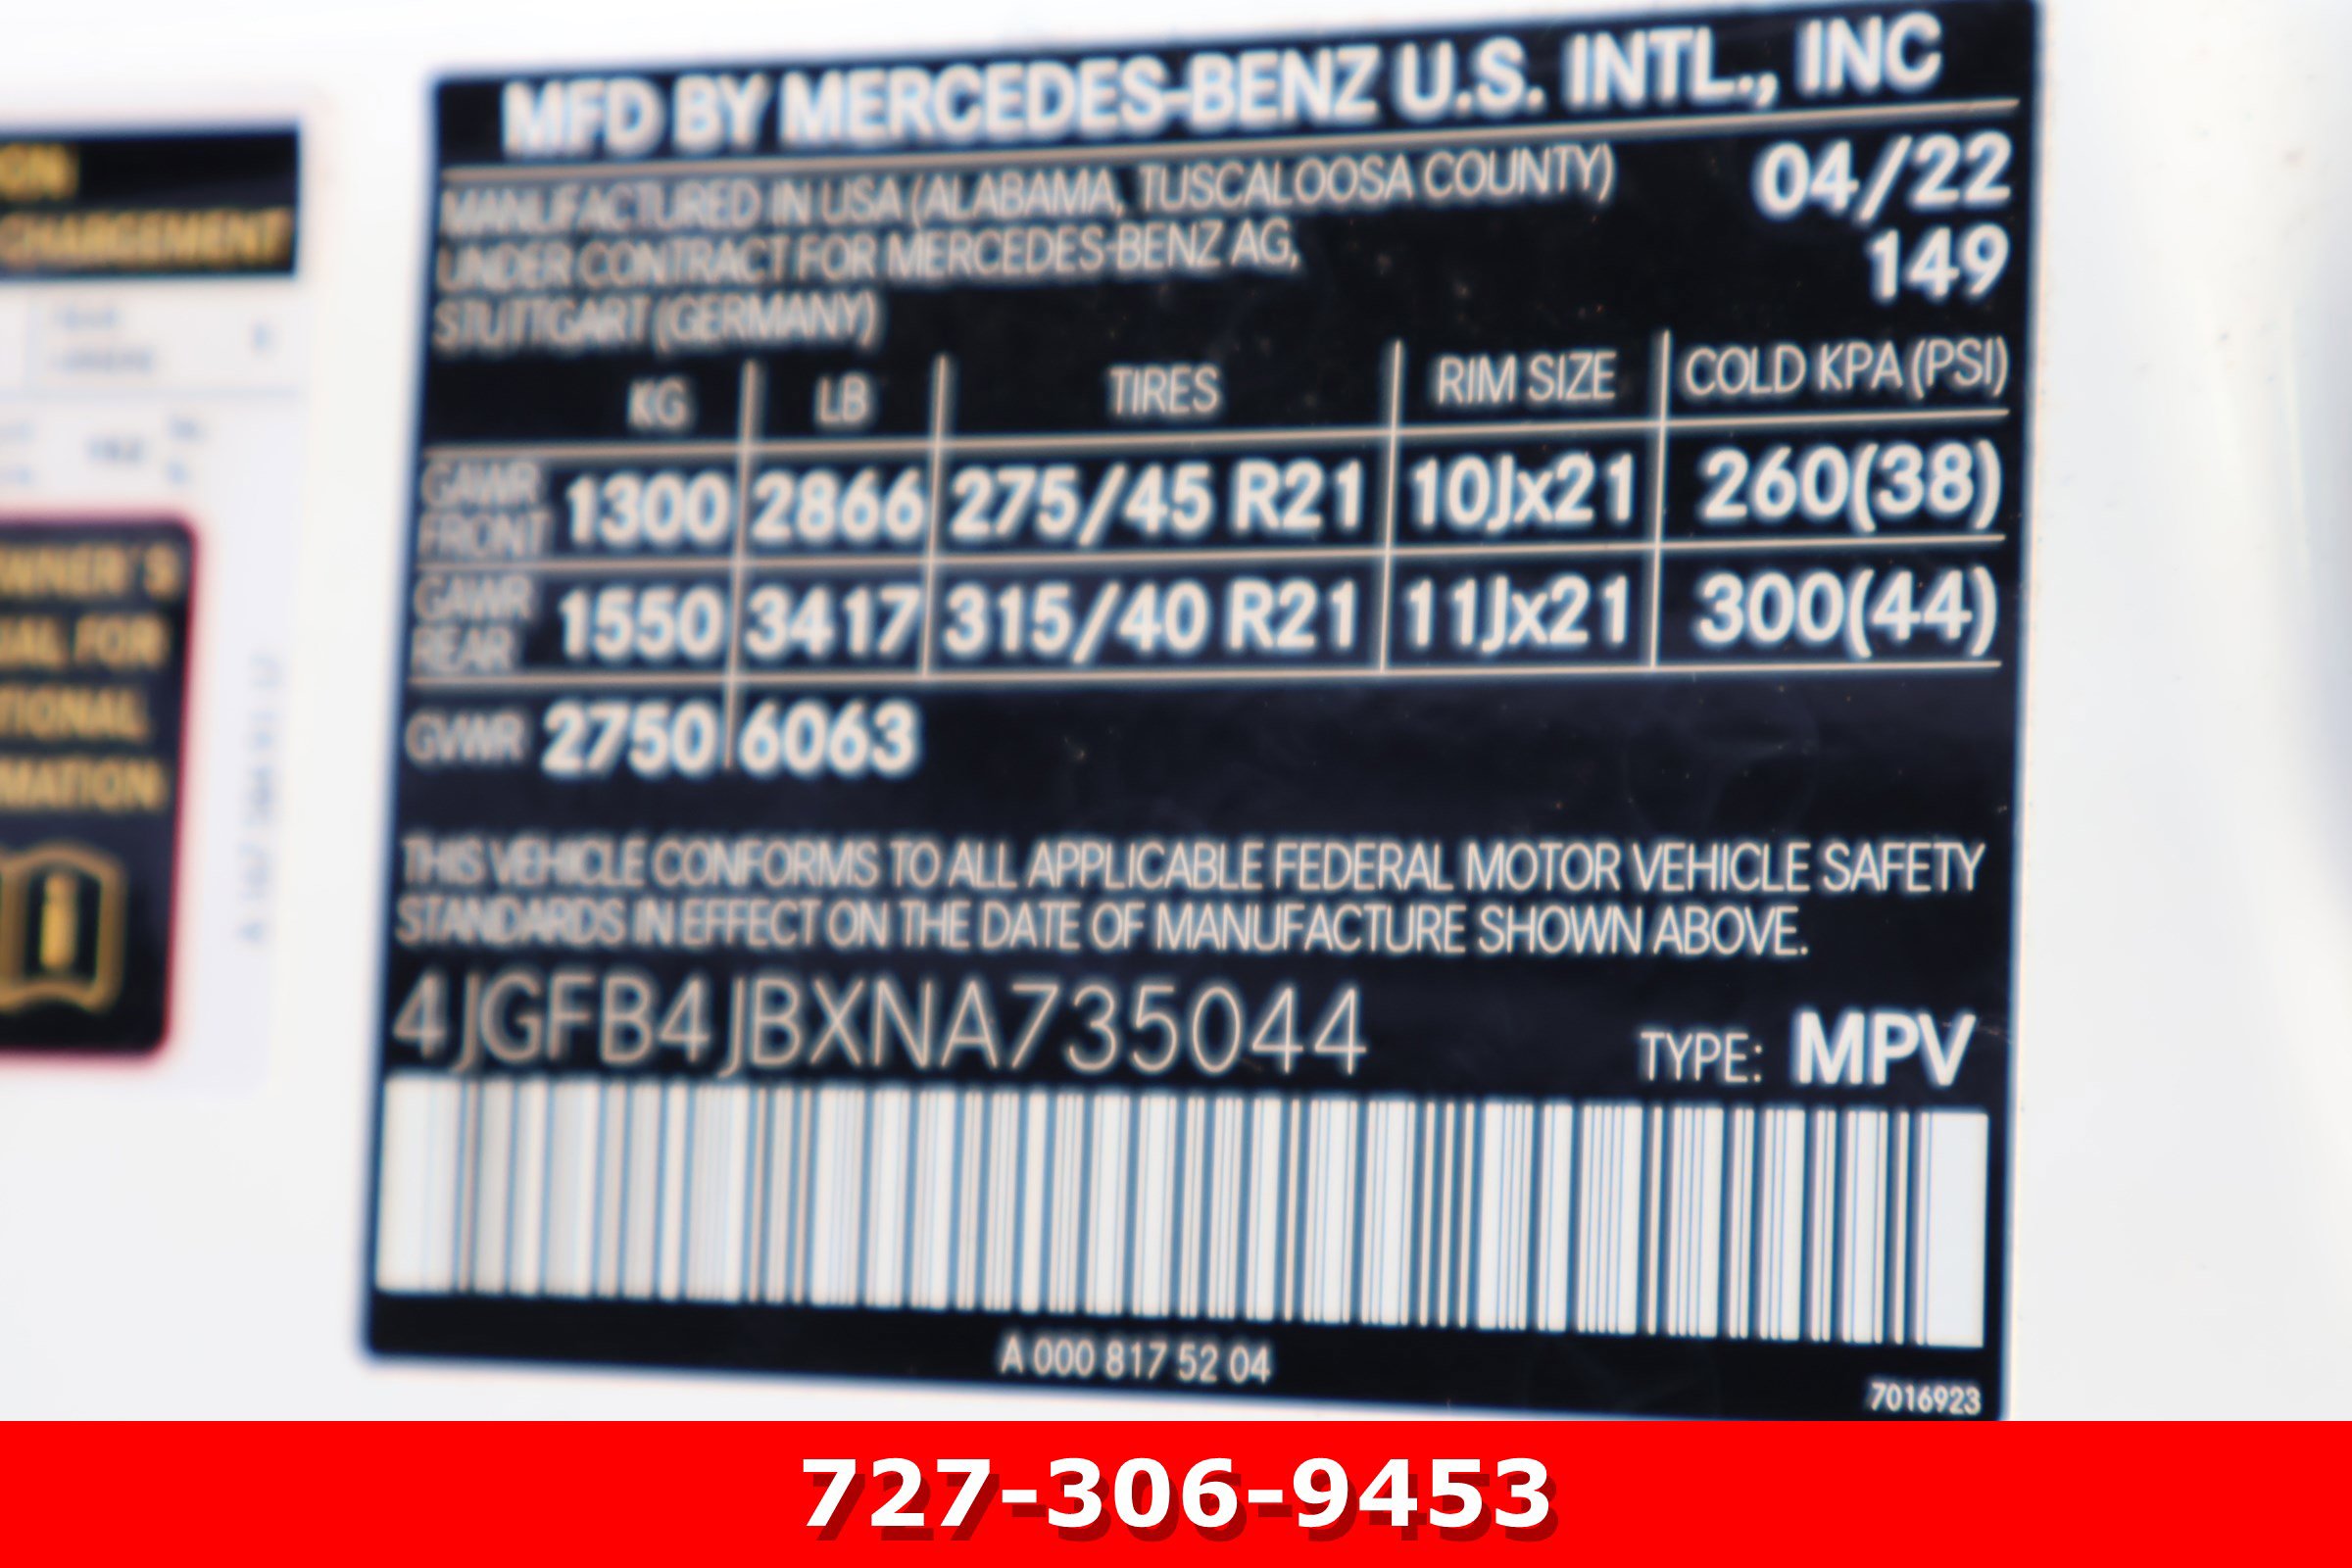 ON
CHARGEMENT
OWNER'S
FOR
MFD BY MERCEDES-BENZ U.S. INTL., INC
MANUFACTURED IN USA (ALABAMA, TUSCALOOSA COUNTY) 04/22
UNDER CONTRACT FOR MERCEDES-BENZ AG, 149
STUTTGART (GERMANY)
KG LB TIRES RIM SIZE COLD KPA (PSI)
GAWR FRONT 1300 2866 275/45 R21 10Jx21 260(38)
GAWR REAR 1550 3417 315/40 R21 11Jx21 300(44)
GVWR 2750 6063
THIS VEHICLE CONFORMS TO ALL APPLICABLE FEDERAL MOTOR VEHICLE SAFETY
STANDARDS IN EFFECT ON THE DATE OF MANUFACTURE SHOWN ABOVE.
4JGFB4JBXNA735044 TYPE: MPV
A 000 817 52 04
7016923
727-306-9453